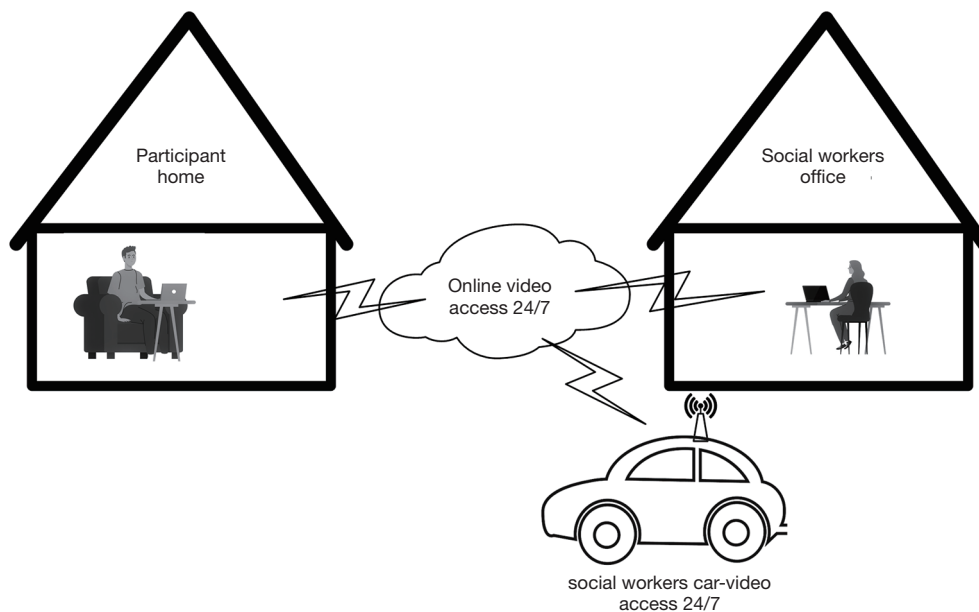 Participant
home
Social workers
office
Online video
access 24/7
social workers car-video
access 24/7